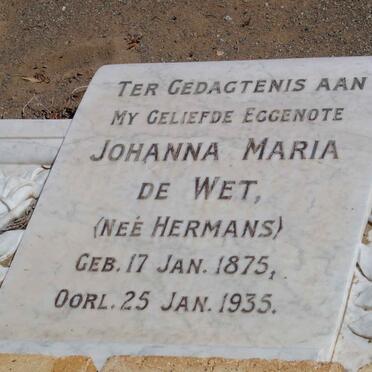 TER GEDAGTENIS AAN
MY GELIEFDE EGGENOTE
JOHANNA MARIA
DE WET,
(NEÉ HERMANS)
GEB. 17 JAN. 1875,
OORL. 25 JAN. 1935.